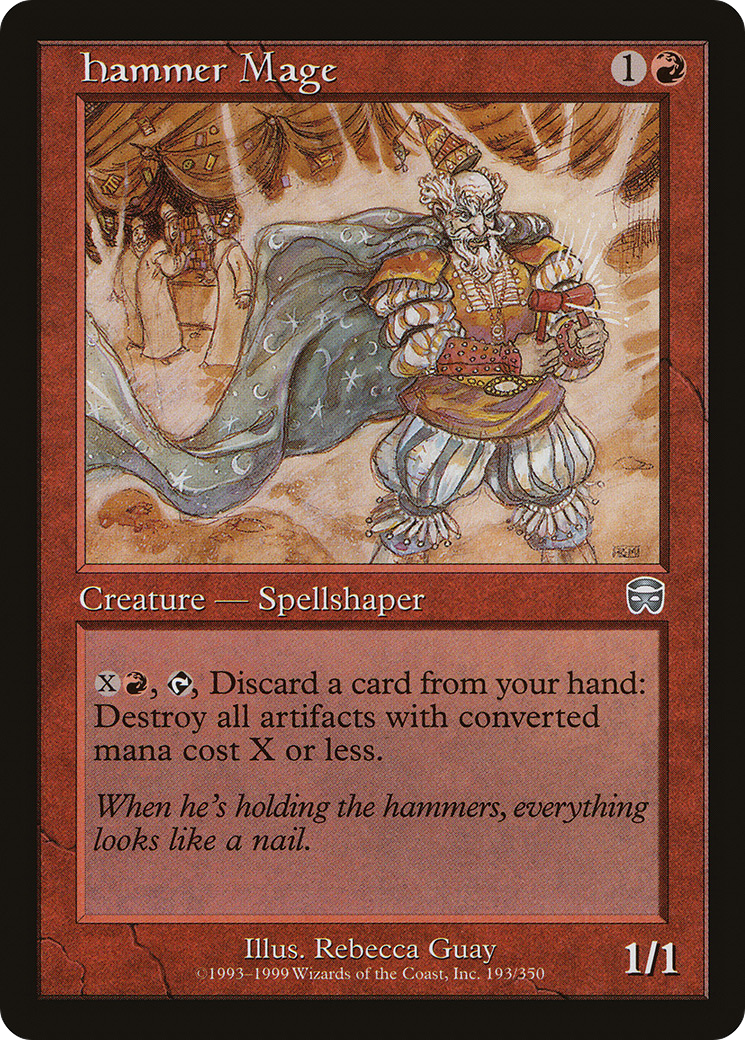 Hammer Mage
1
Creature — Spellshaper
X, , Discard a card from your hand:
Destroy all artifacts with converted
mana cost X or less.
When he's holding the hammers, everything
looks like a nail.
Illus. Rebecca Guay
©1993–1999 Wizards of the Coast, Inc. 193/350
1/1